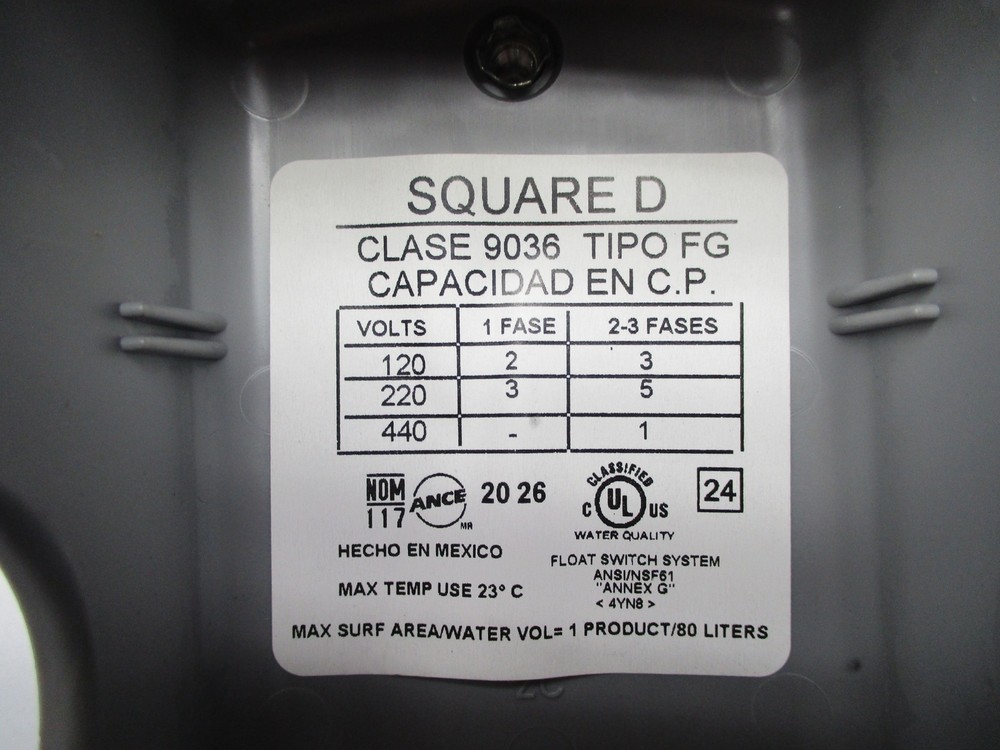 SQUARE D
CLASE 9036 TIPO FG
CAPACIDAD EN C.P.
VOLTS 1 FASE 2-3 FASES
120 2 3
220 3 5
440 - 1
NOM
117
ANCE
MR
20 26
CLASSIFIED
C UL US
WATER QUALITY
24
HECHO EN MEXICO
MAX TEMP USE 23° C
FLOAT SWITCH SYSTEM
ANSI/NSF61
"ANNEX G"
< 4YN8 >
MAX SURF AREA/WATER VOL= 1 PRODUCT/80 LITERS